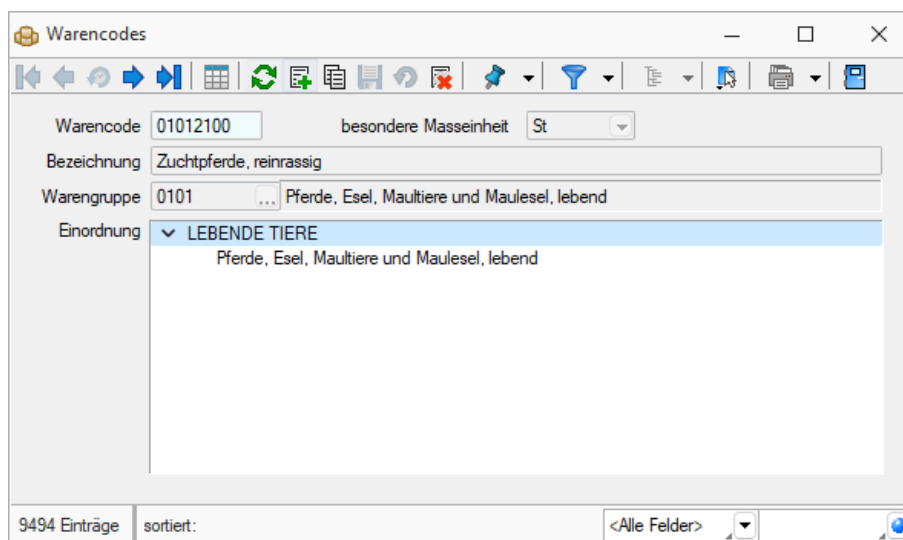 Warencodes
Warencode 01012100 besondere Masseinheit St
Bezeichnung Zuchtpferde, reinrassig
Warengruppe 0101 ... Pferde, Esel, Maultiere und Maulesel, lebend
Einordnung LEBENDE TIERE
Pferde, Esel, Maultiere und Maulesel, lebend
9494 Einträge sortiert: <Alle Felder>